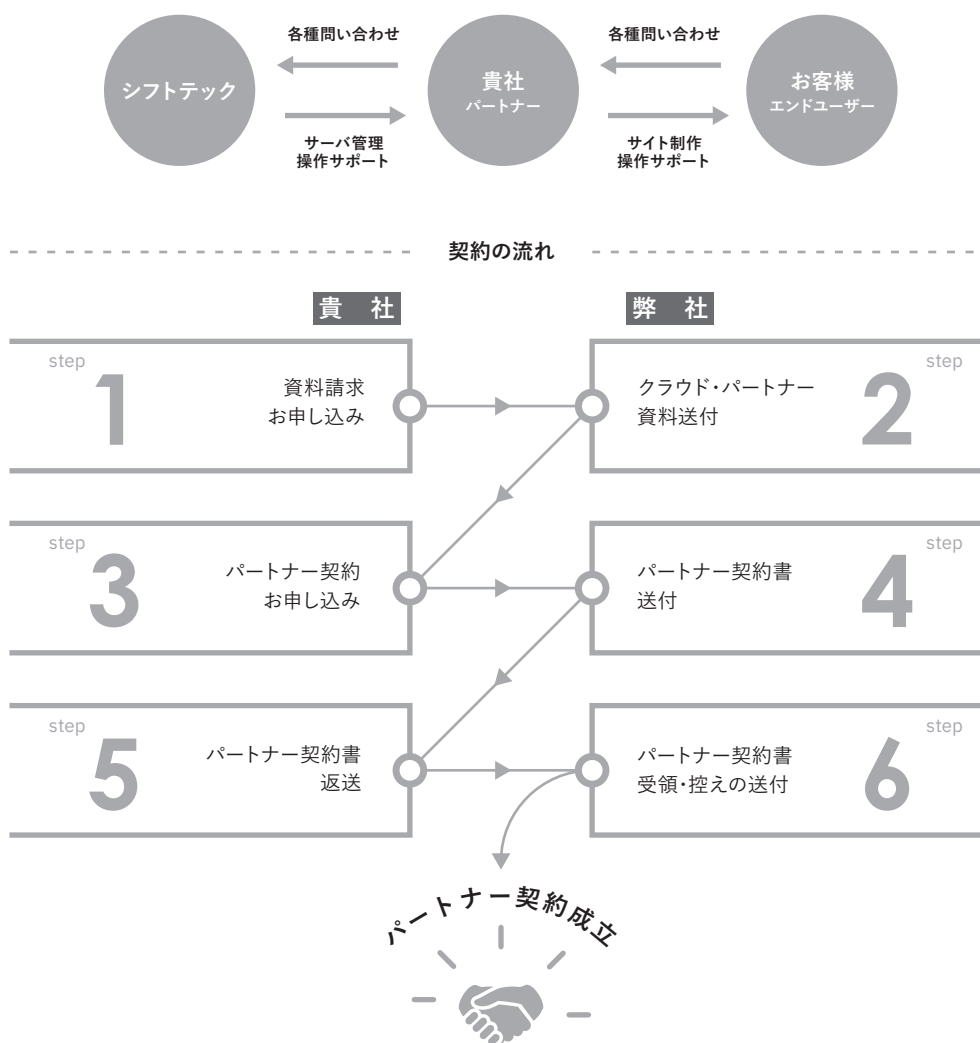 各種問い合わせ
各種問い合わせ
シフトテック
貴社
パートナー
お客様
エンドユーザー
サーバ管理
操作サポート
サイト制作
操作サポート
契約の流れ
貴 社
弊 社
step
1
資料請求
お申し込み
クラウド・パートナー
資料送付
step
2
step
3
パートナー契約
お申し込み
パートナー契約書
送付
step
4
step
5
パートナー契約書
返送
パートナー契約書
受領・控えの送付
step
6
パートナー契約成立